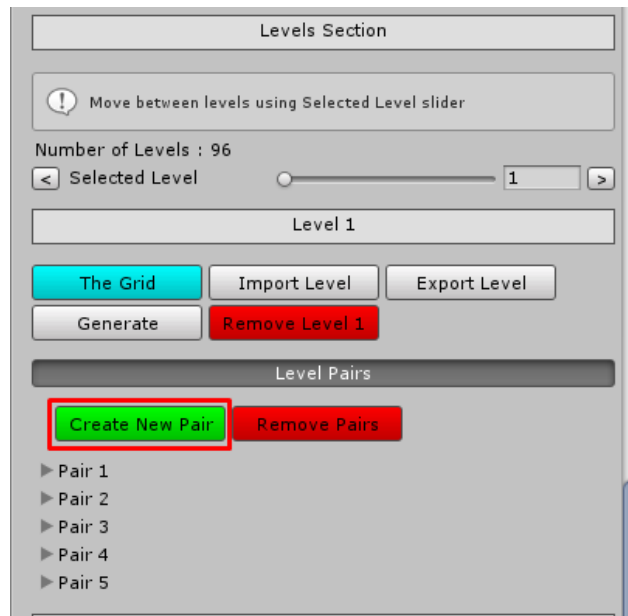 Levels Section
Move between levels using Selected Level slider
Number of Levels : 96
< Selected Level 1 >
Level 1
The Grid Import Level Export Level
Generate Remove Level 1
Level Pairs
Create New Pair Remove Pairs
Pair 1
Pair 2
Pair 3
Pair 4
Pair 5